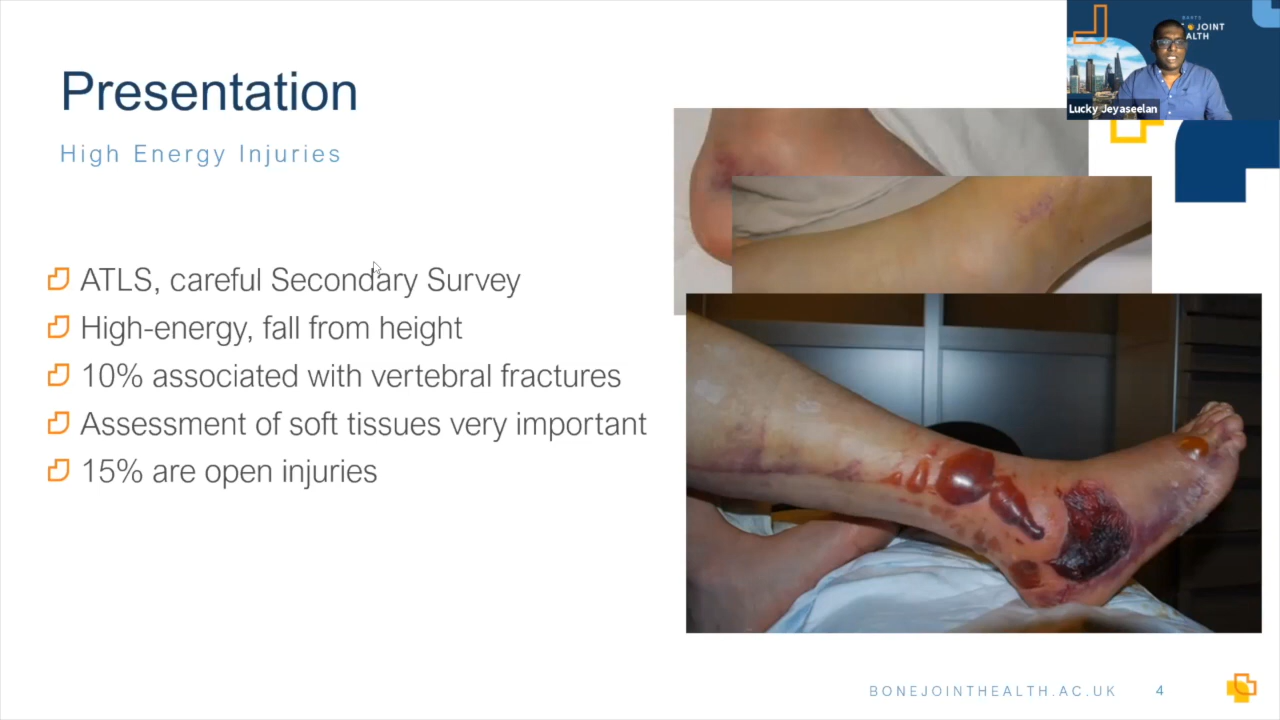 Presentation
High Energy Injuries
ATLS, careful Secondary Survey
High-energy, fall from height
10% associated with vertebral fractures
Assessment of soft tissues very important
15% are open injuries
JOINT
Lucky Jeyaseelan
BONEJOINTHEALTH.AC.UK 4